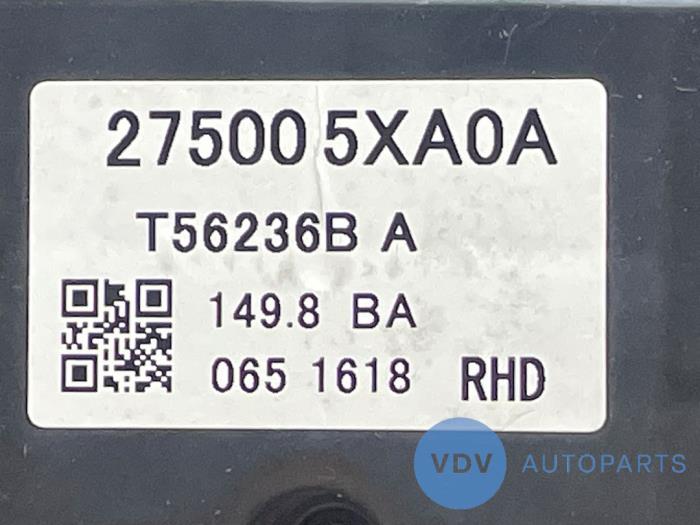 27500 5XA0A
T56236B A
149.8 BA
065 1618 RHD
VDV AUTOPARTS